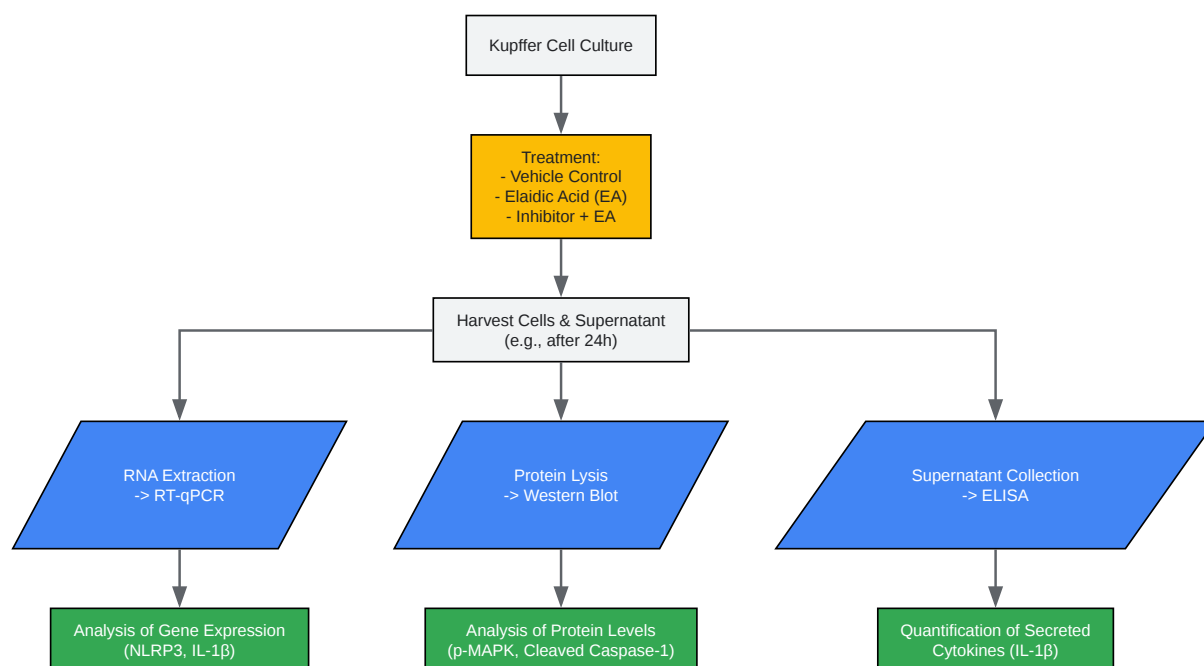 Kupffer Cell Culture
Treatment:
- Vehicle Control
- Elaidic Acid (EA)
- Inhibitor + EA
Harvest Cells & Supernatant
(e.g., after 24h)
RNA Extraction
-> RT-qPCR
Protein Lysis
-> Western Blot
Supernatant Collection
-> ELISA
Analysis of Gene Expression
(NLRP3, IL-1β)
Analysis of Protein Levels
(p-MAPK, Cleaved Caspase-1)
Quantification of Secreted
Cytokines (IL-1β)